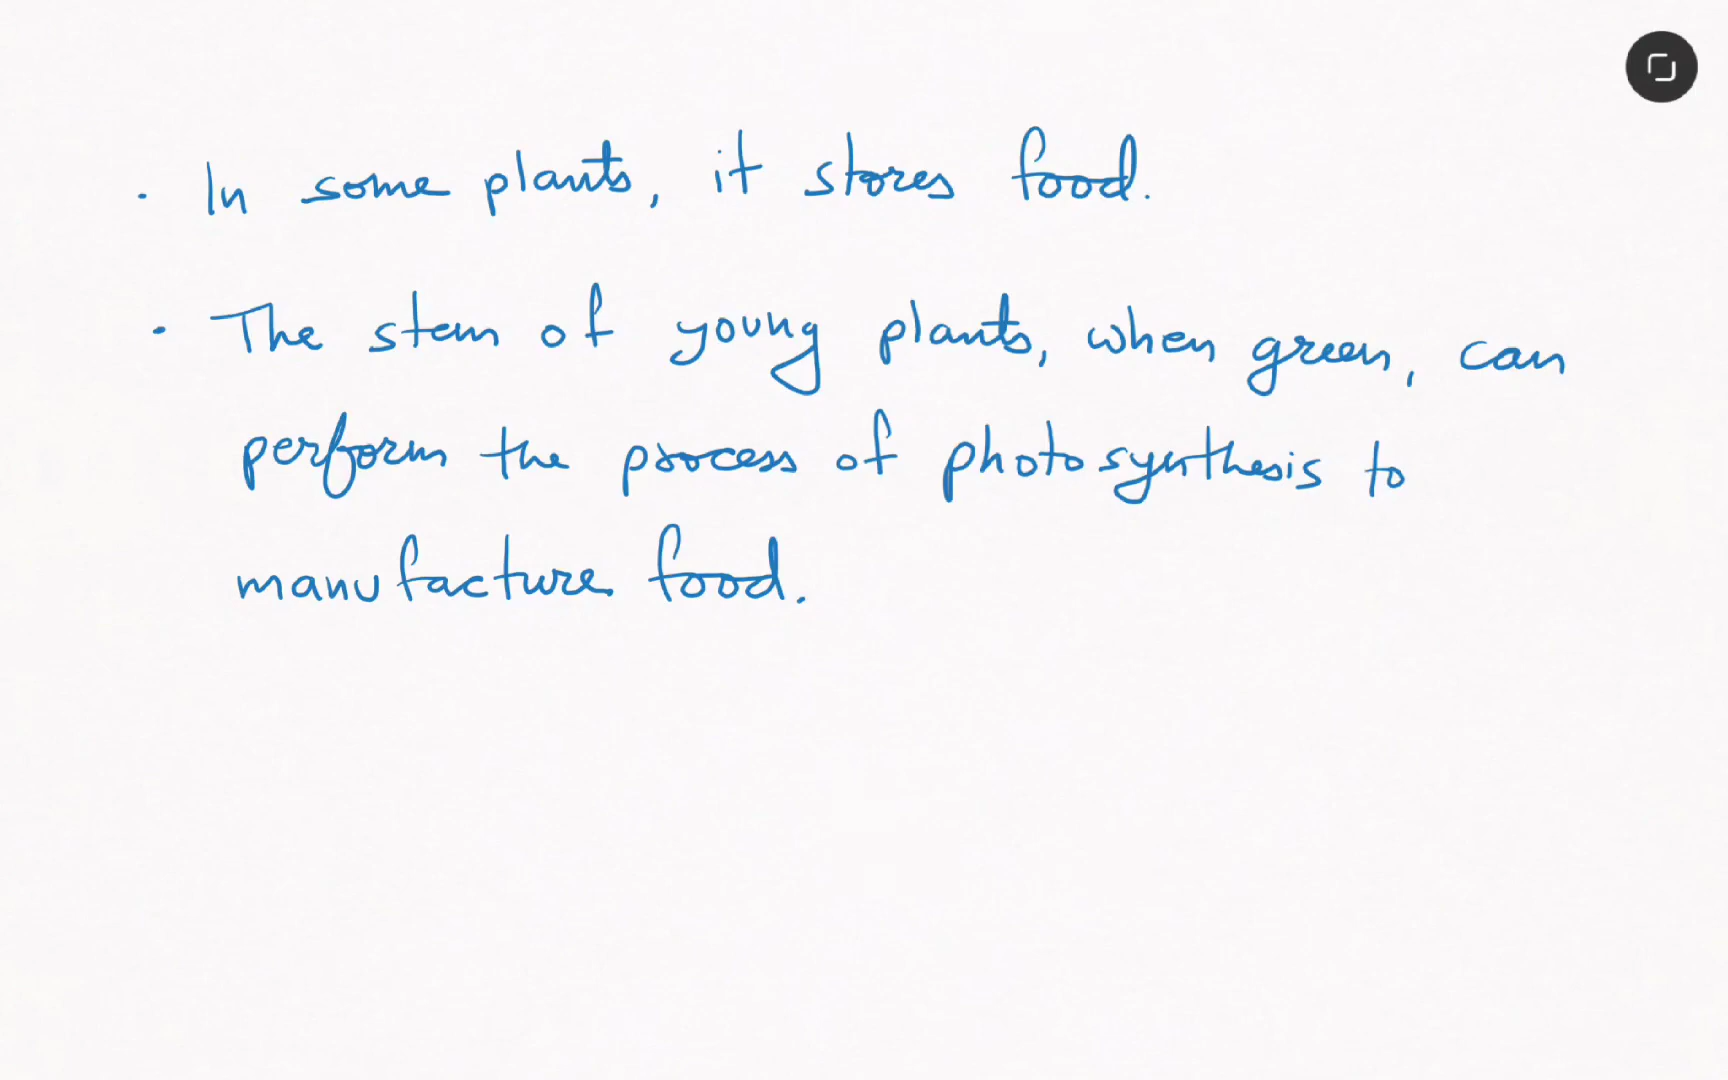 · In some plants, it stores food.
· The stem of young plants, when green, can
perform the process of photosynthesis to
manufacture food.